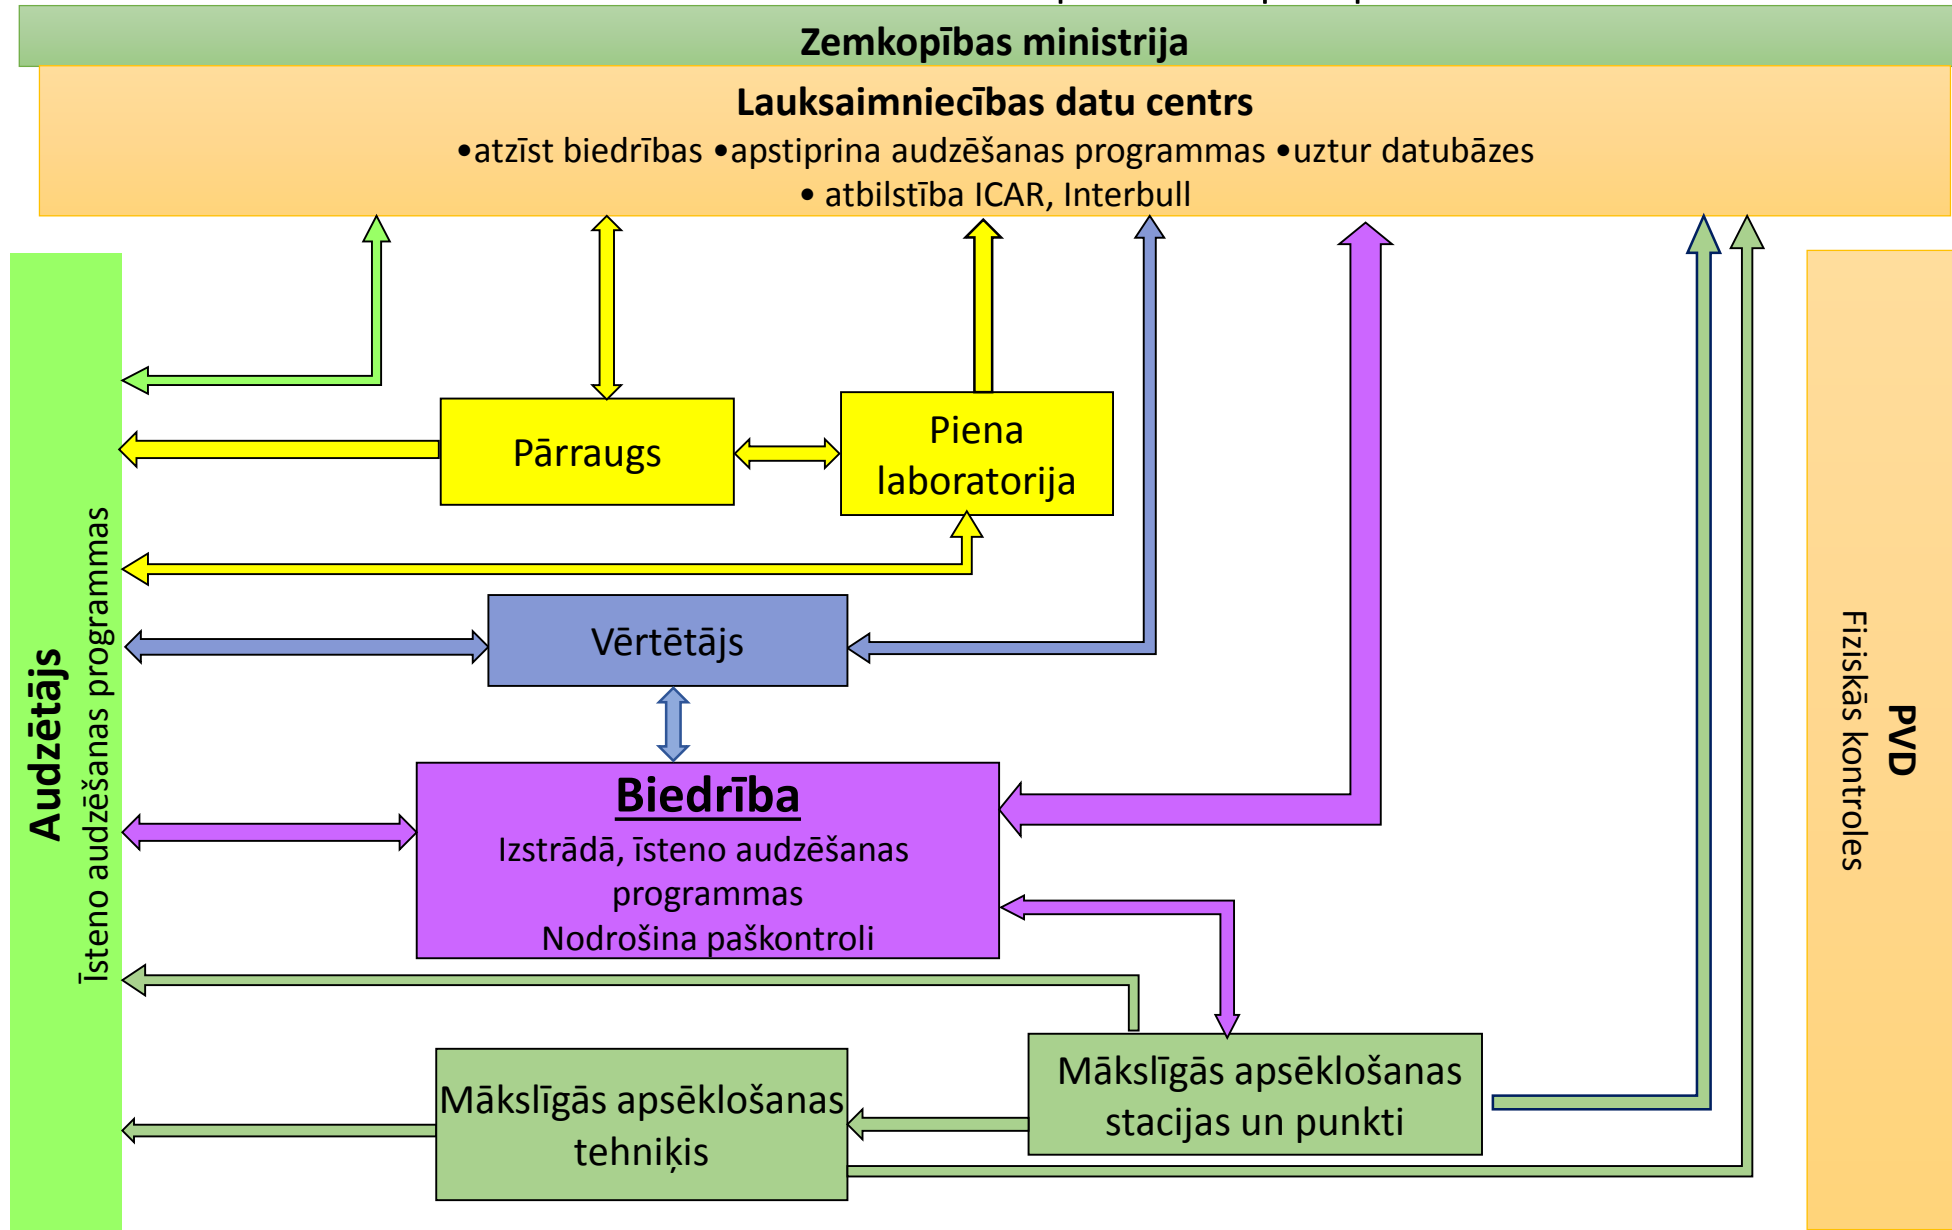 Zemkopības ministrija
Lauksaimniecības datu centrs
•atzīst biedrības •apstiprina audzēšanas programmas •uztur datubāzes
• atbilstība ICAR, Interbull
Audzētājs
Īsteno audzēšanas programmas
Pārraugs
Piena
laboratorija
Vērtētājs
Biedrība
Izstrādā, īsteno audzēšanas
programmas
Nodrošina paškontroli
Mākslīgās apsēklošanas
tehniķis
Mākslīgās apsēklošanas
stacijas un punkti
PVD
Fiziskās kontroles